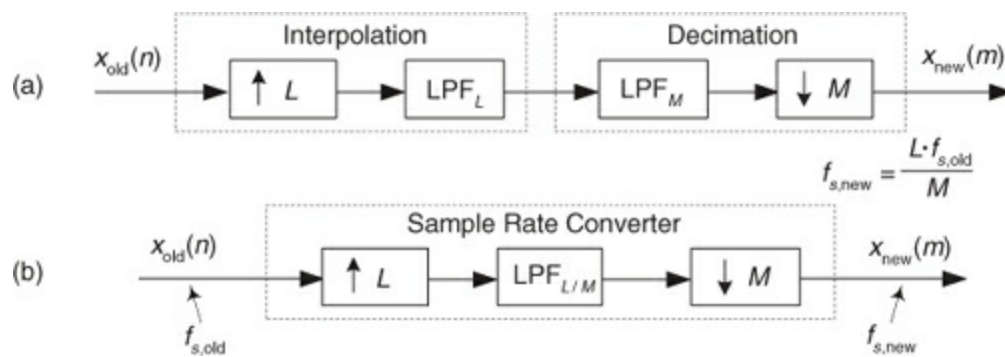 Interpolation Decimation
(a) x_old(n) ↑ L LPF_L LPF_M ↓ M x_new(m)
f_s,new = L·f_s,old / M
Sample Rate Converter
(b) x_old(n) ↑ L LPF_L/M ↓ M x_new(m)
f_s,old f_s,new